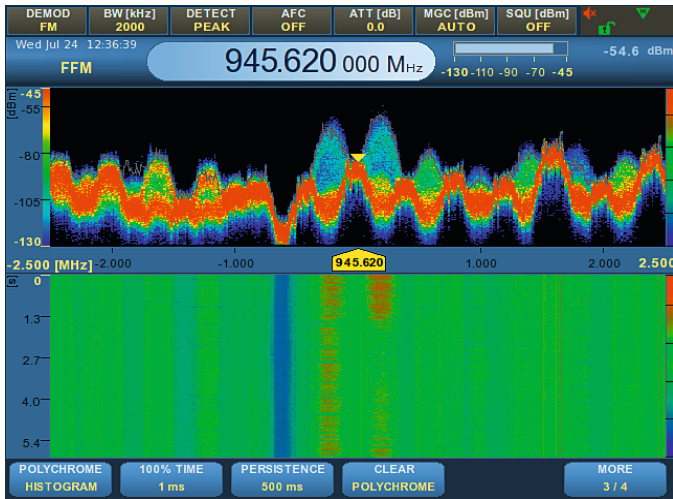 DEMOD BW [kHz] DETECT AFC ATT [dB] MGC [dBm] SQU [dBm]
FM 2000 PEAK OFF 0.0 AUTO OFF
Wed Jul 24 12:36:39
FFM
945.620 000 MHz
-54.6 dBm
-130 -110 -90 -70 -45
[dBm]
-45
-55
-80
-105
-130
-2.500 [MHz] -2.000 -1.000 945.620 1.000 2.000 2.500
[s]
0
1.3
2.7
4.0
5.4
POLYCHROME 100% TIME PERSISTENCE CLEAR MORE
HISTOGRAM 1 ms 500 ms POLYCHROME 3 / 4